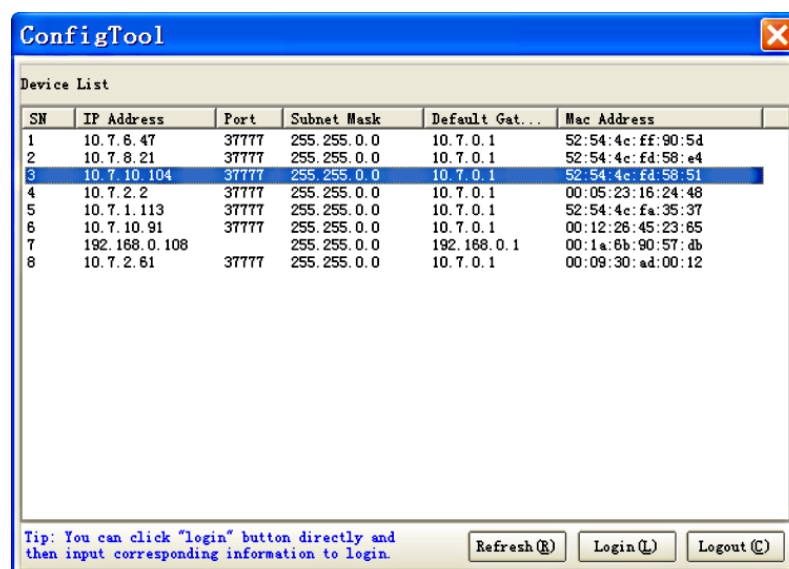 ConfigTool
Device List
SN IP Address Port Subnet Mask Default Gat... Mac Address
1 10.7.6.47 37777 255.255.0.0 10.7.0.1 52:54:4c:ff:90:5d
2 10.7.8.21 37777 255.255.0.0 10.7.0.1 52:54:4c:fd:58:e4
3 10.7.10.104 37777 255.255.0.0 10.7.0.1 52:54:4c:fd:58:51
4 10.7.2.2 37777 255.255.0.0 10.7.0.1 00:05:23:16:24:48
5 10.7.1.113 37777 255.255.0.0 10.7.0.1 52:54:4c:fa:35:37
6 10.7.10.91 37777 255.255.0.0 10.7.0.1 00:12:26:45:23:65
7 192.168.0.108 255.255.0.0 192.168.0.1 00:1a:6b:90:57:db
8 10.7.2.61 37777 255.255.0.0 10.7.0.1 00:09:30:ad:00:12
Tip: You can click "login" button directly and
then input corresponding information to login.
Refresh(R) Login(L) Logout(C)